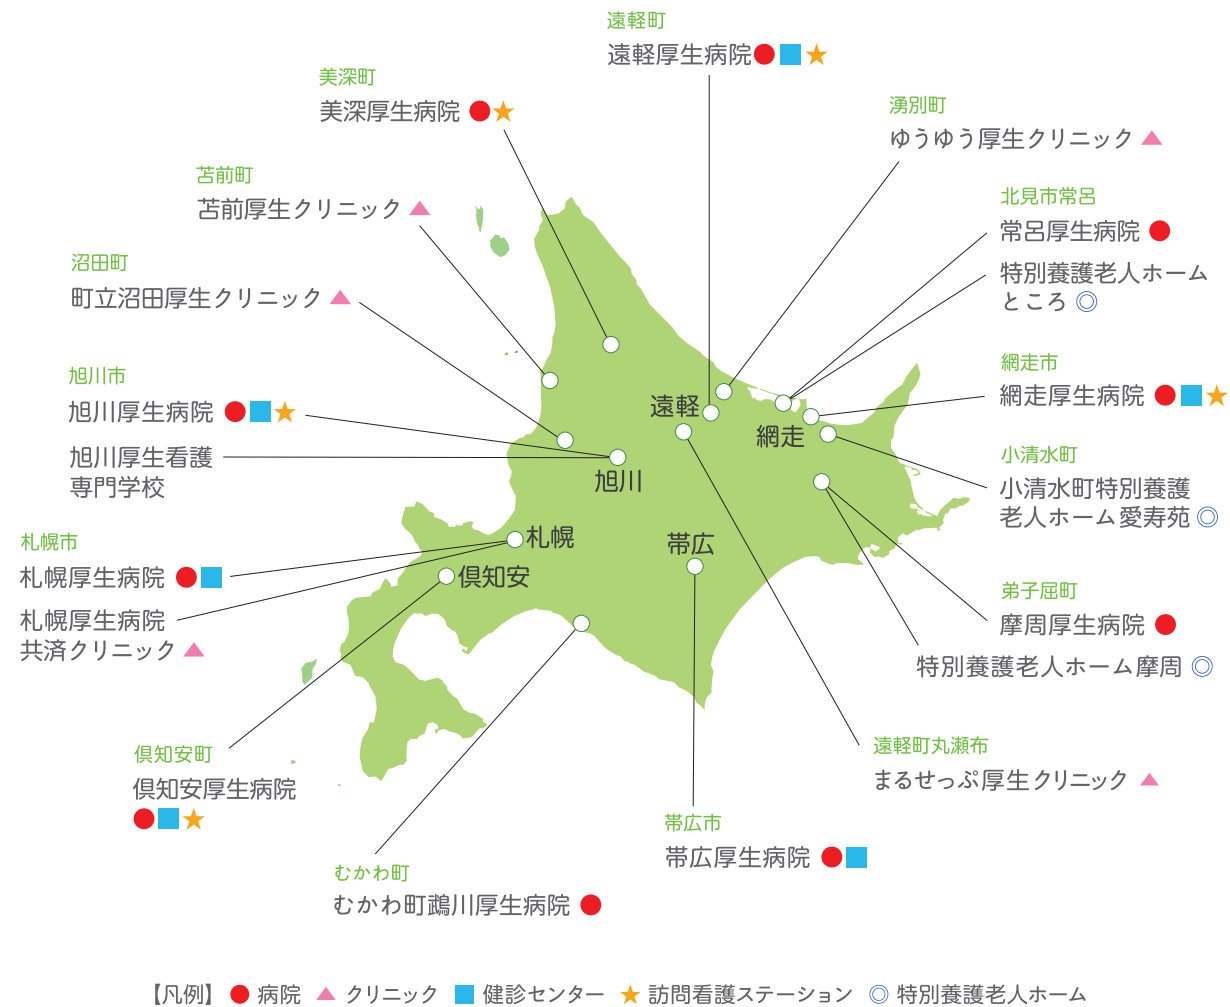 遠軽町
遠軽厚生病院
美深町
美深厚生病院
湧別町
ゆうゆう厚生クリニック
苫前町
苫前厚生クリニック
北見市常呂
常呂厚生病院
特別養護老人ホーム
ところ
沼田町
町立沼田厚生クリニック
網走市
網走厚生病院
旭川市
旭川厚生病院
旭川厚生看護
専門学校
小清水町
小清水町特別養護
老人ホーム愛寿苑
遠軽
網走
旭川
札幌
倶知安
帯広
札幌市
札幌厚生病院
札幌厚生病院
共済クリニック
弟子屈町
摩周厚生病院
特別養護老人ホーム摩周
倶知安町
倶知安厚生病院
遠軽町丸瀬布
まるせっぷ厚生クリニック
帯広市
帯広厚生病院
むかわ町
むかわ町鵡川厚生病院
【凡例】 病院 クリニック 健診センター 訪問看護ステーション 特別養護老人ホーム